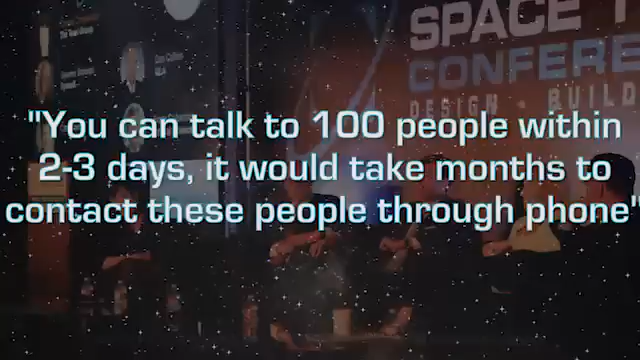 SPACE T
CONFERE
DESIGN BUILD
"You can talk to 100 people within
2-3 days, it would take months to
contact these people through phone"